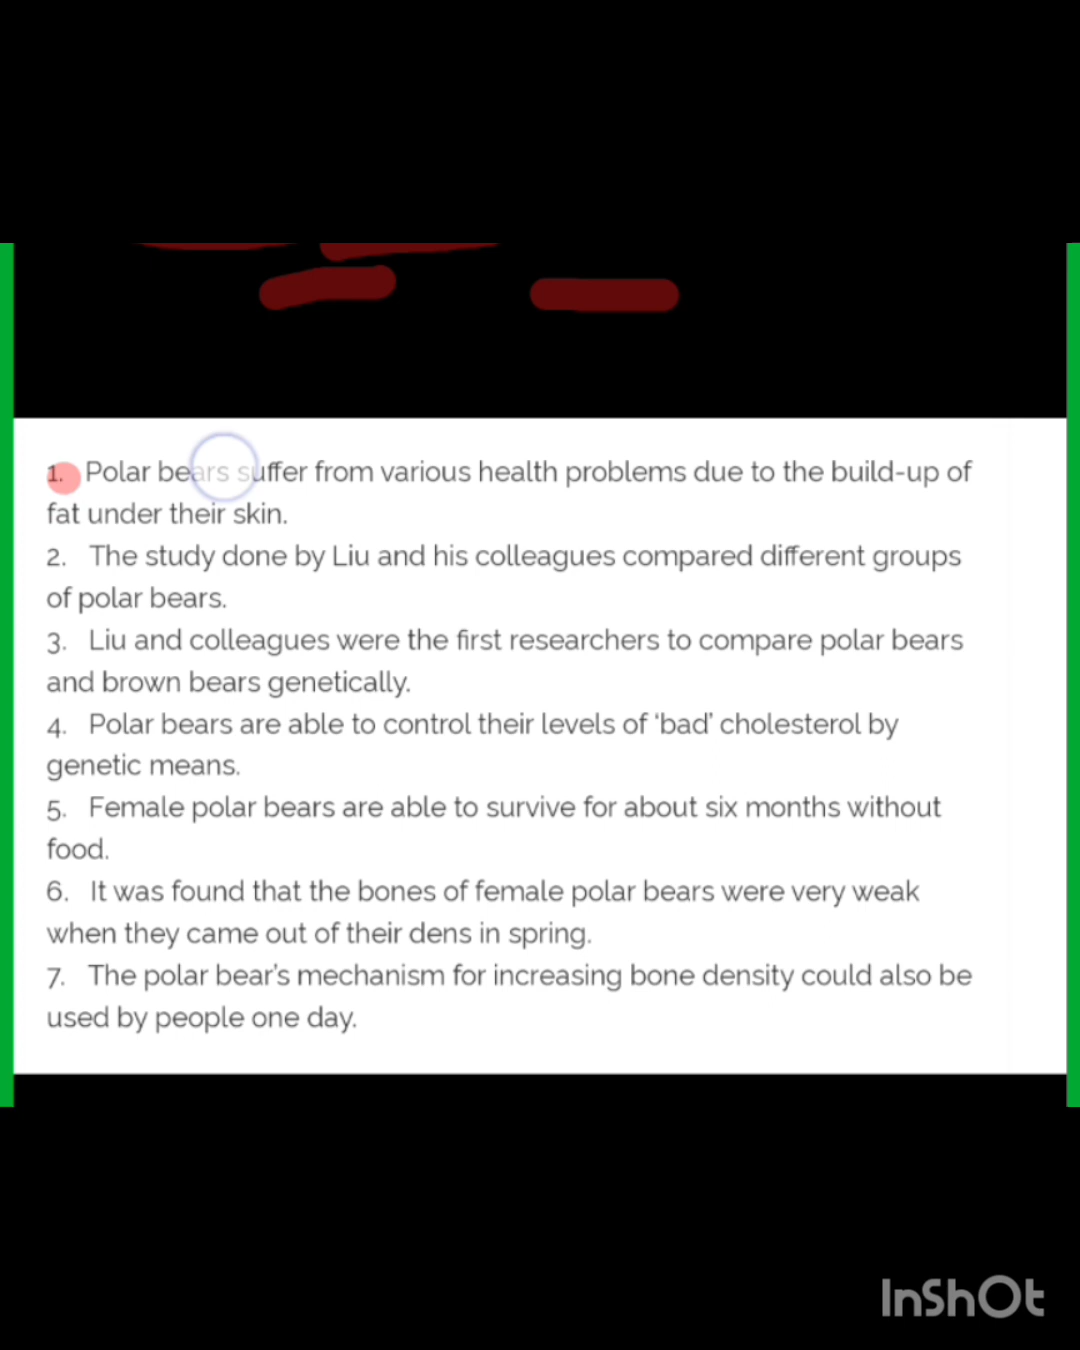 1. Polar bears suffer from various health problems due to the build-up of
fat under their skin.
2. The study done by Liu and his colleagues compared different groups
of polar bears.
3. Liu and colleagues were the first researchers to compare polar bears
and brown bears genetically.
4. Polar bears are able to control their levels of ‘bad’ cholesterol by
genetic means.
5. Female polar bears are able to survive for about six months without
food.
6. It was found that the bones of female polar bears were very weak
when they came out of their dens in spring.
7. The polar bear’s mechanism for increasing bone density could also be
used by people one day.
InShOt